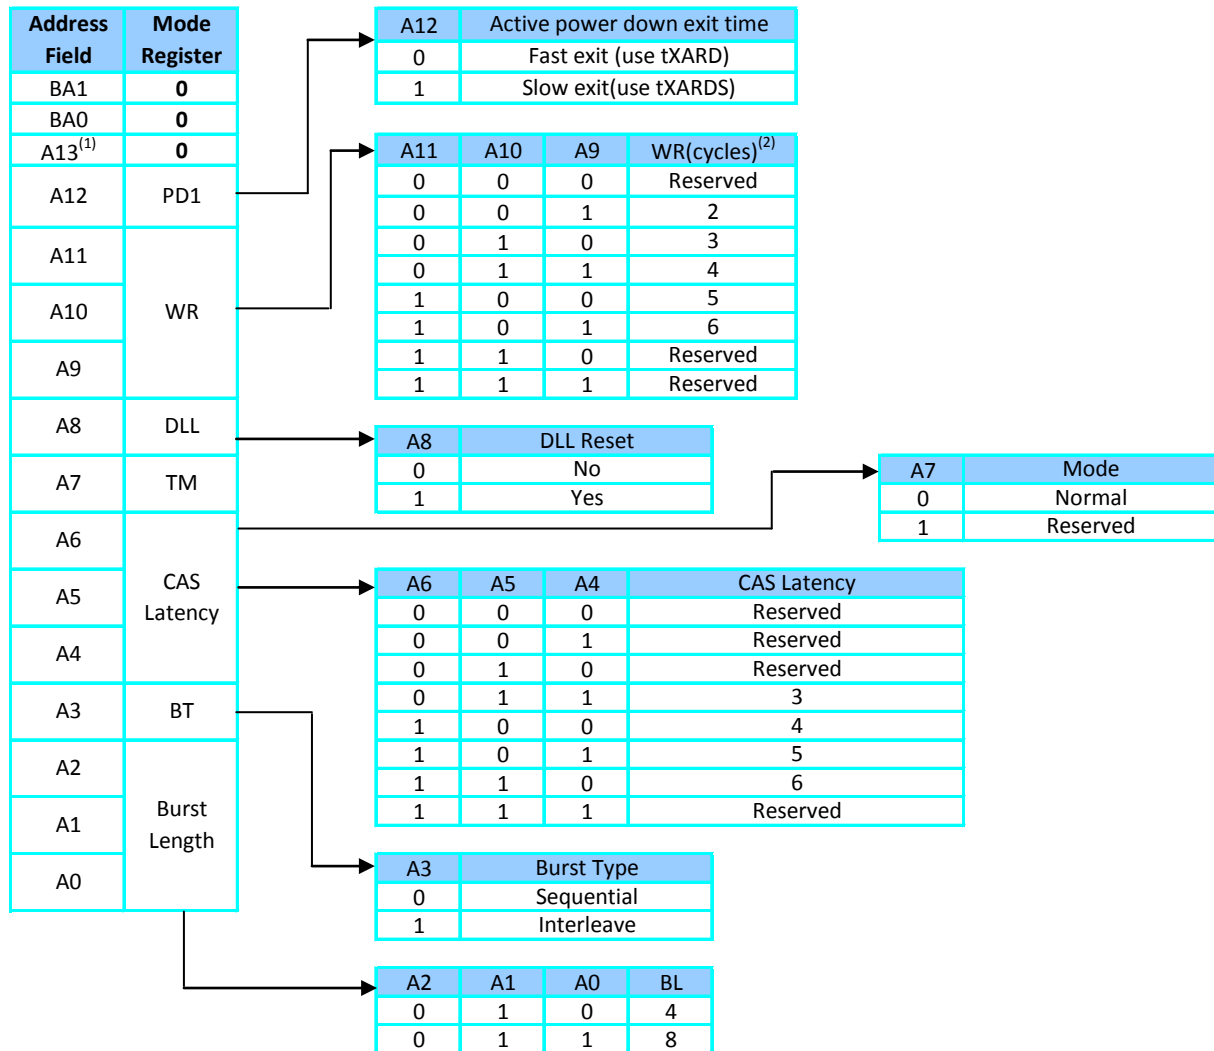 Address Field Mode Register
BA1 0
BA0 0
A13(1) 0
A12 PD1
A11
A10 WR
A9
A8 DLL
A7 TM
A6
A5 CAS Latency
A4
A3 BT
A2
A1 Burst Length
A0
A12 Active power down exit time
0 Fast exit (use tXARD)
1 Slow exit(use tXARDS)
A11 A10 A9 WR(cycles)(2)
0 0 0 Reserved
0 0 1 2
0 1 0 3
0 1 1 4
1 0 0 5
1 0 1 6
1 1 0 Reserved
1 1 1 Reserved
A8 DLL Reset
0 No
1 Yes
A7 Mode
0 Normal
1 Reserved
A6 A5 A4 CAS Latency
0 0 0 Reserved
0 0 1 Reserved
0 1 0 Reserved
0 1 1 3
1 0 0 4
1 0 1 5
1 1 0 6
1 1 1 Reserved
A3 Burst Type
0 Sequential
1 Interleave
A2 A1 A0 BL
0 1 0 4
0 1 1 8